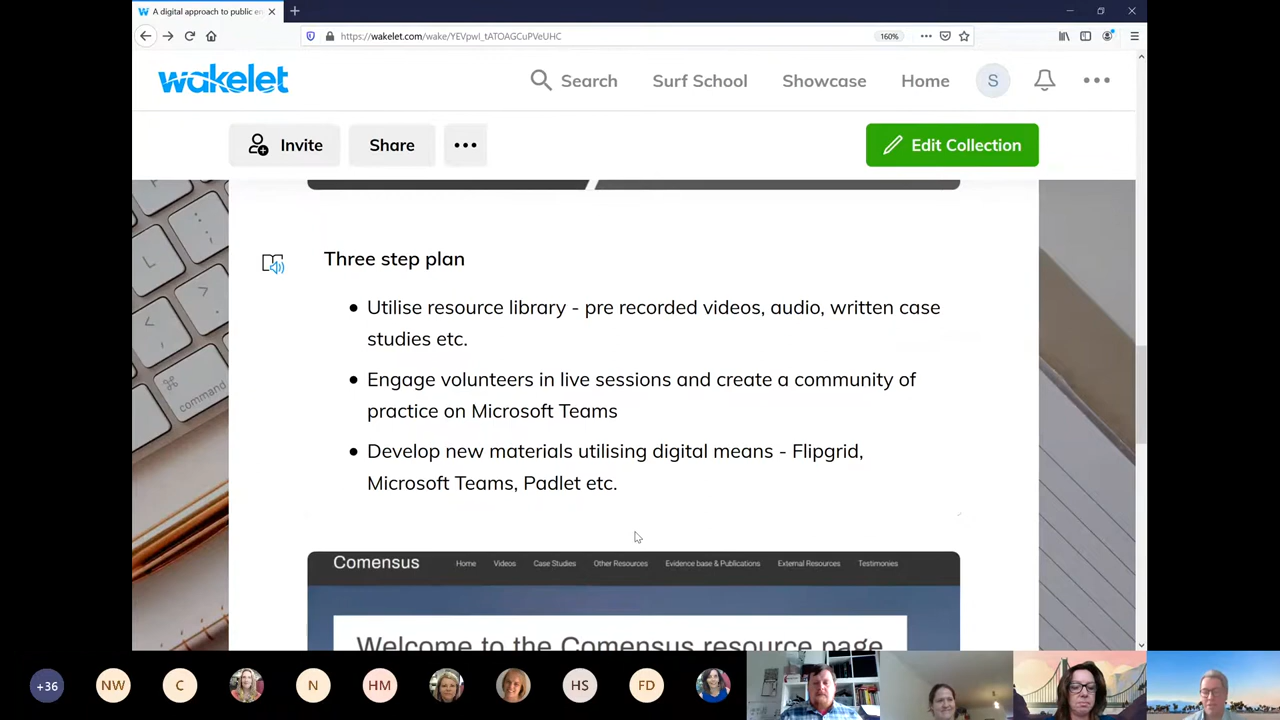 A digital approach to public en
https://wakelet.com/wake/YEVpwI_tATOAGCuPVeUHC
160%
wakelet
Search
Surf School
Showcase
Home
S
Invite
Share
Edit Collection
Three step plan
Utilise resource library - pre recorded videos, audio, written case
studies etc.
Engage volunteers in live sessions and create a community of
practice on Microsoft Teams
Develop new materials utilising digital means - Flipgrid,
Microsoft Teams, Padlet etc.
command
Comensus
Home
Videos
Case Studies
Other Resources
Evidence base & Publications
External Resources
Testimonies
Welcome to the Comensus resource page
+36
NW
C
N
HM
HS
FD